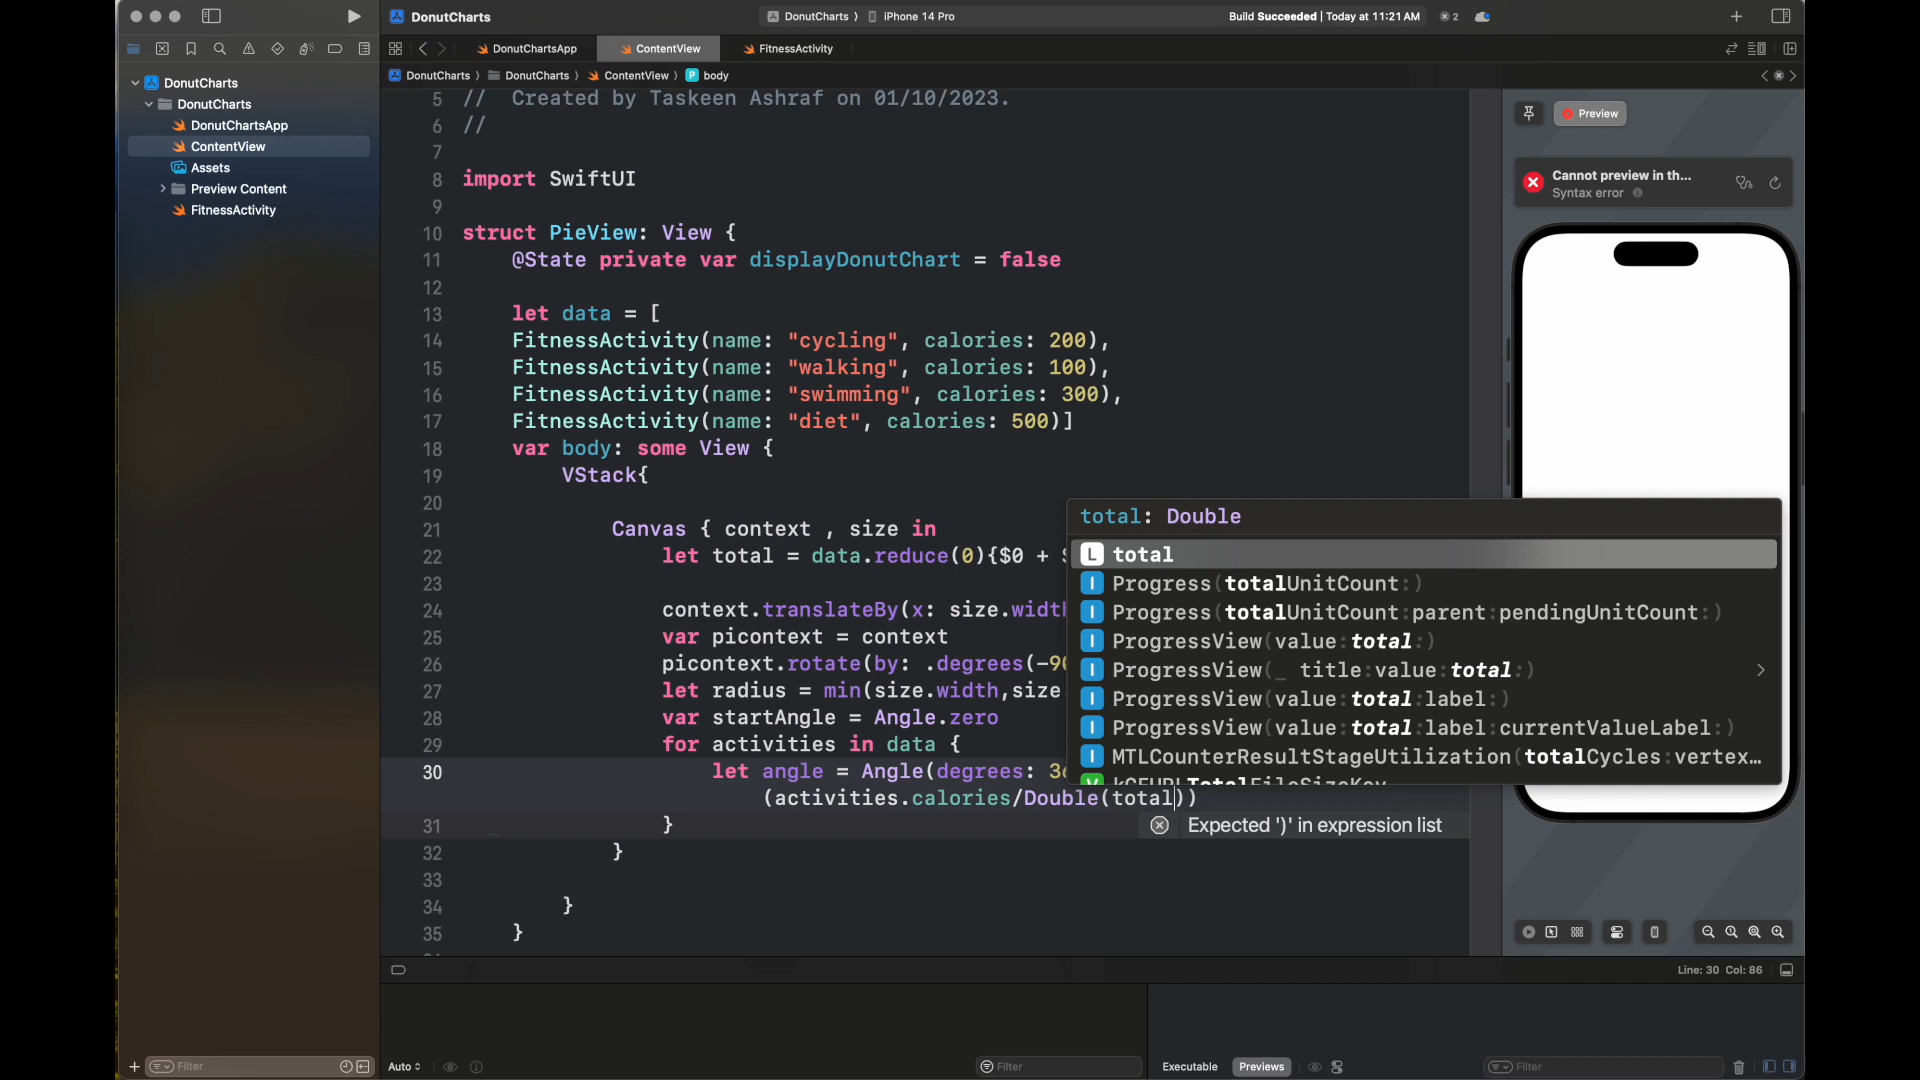 DonutCharts
DonutCharts
iPhone 14 Pro
Build Succeeded | Today at 11:21 AM
2
DonutChartsApp
ContentView
FitnessActivity
DonutCharts
DonutCharts
ContentView
body
DonutCharts
DonutCharts
DonutChartsApp
ContentView
Assets
Preview Content
FitnessActivity
5 // Created by Taskeen Ashraf on 01/10/2023.
6 //
7
8 import SwiftUI
9
10 struct PieView: View {
11 @State private var displayDonutChart = false
12
13 let data = [
14 FitnessActivity(name: "cycling", calories: 200),
15 FitnessActivity(name: "walking", calories: 100),
16 FitnessActivity(name: "swimming", calories: 300),
17 FitnessActivity(name: "diet", calories: 500)]
18 var body: some View {
19 VStack{
20
21 Canvas { context , size in
22 let total = data.reduce(0){$0 +
23
24 context.translateBy(x: size.width
25 var picontext = context
26 picontext.rotate(by: .degrees(-90
27 let radius = min(size.width,size
28 var startAngle = Angle.zero
29 for activities in data {
30 let angle = Angle(degrees: 36
(activities.calories/Double(total))
31 }
32 }
33
34 }
35 }
Expected ')' in expression list
total: Double
L total
I Progress(totalUnitCount:)
I Progress(totalUnitCount:parent:pendingUnitCount:)
I ProgressView(value:total:)
I ProgressView(_ title:value:total:)
I ProgressView(value:total:label:)
I ProgressView(value:total:label:currentValueLabel:)
I MTLCounterResultStageUtilization(totalCycles:vertex…
Preview
Cannot preview in th...
Syntax error
Line: 30 Col: 86
Filter
Auto
Filter
Executable
Previews
Filter